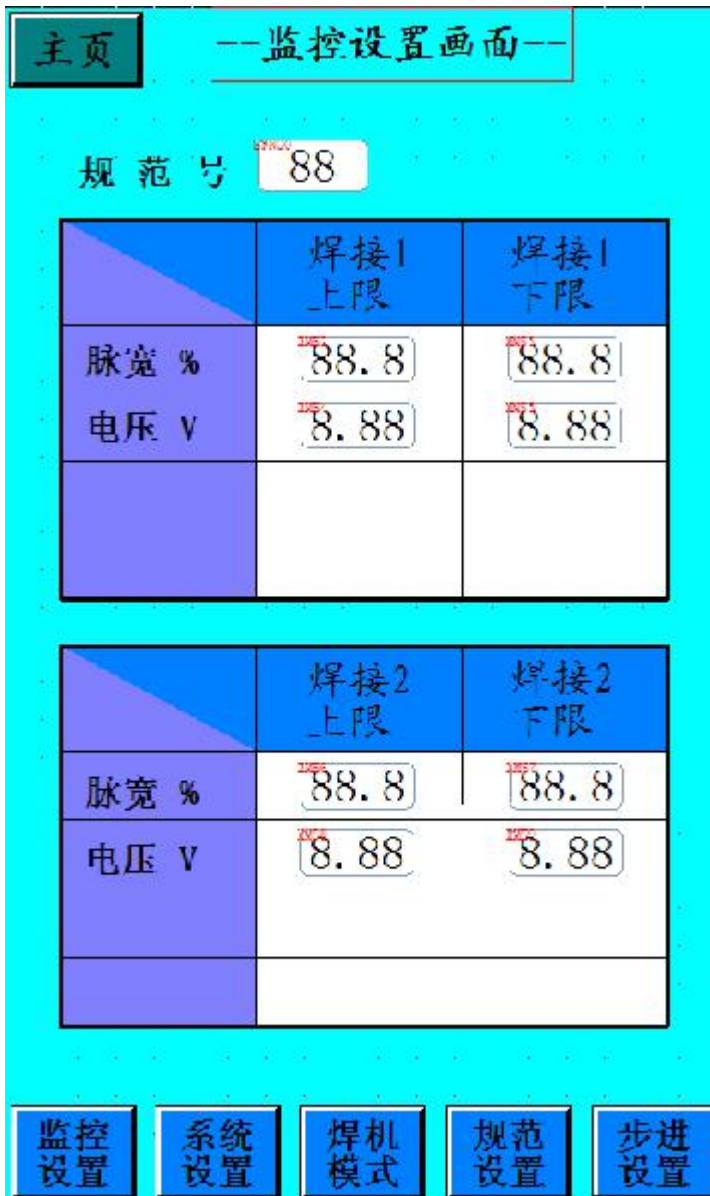 主页
--监控设置画面--
规 范 号 88
焊接1 焊接1
上限 下限
脉宽 % 88.8 88.8
电压 V 8.88 8.88
焊接2 焊接2
上限 下限
脉宽 % 88.8 88.8
电压 V 8.88 8.88
监控 系统 焊机 规范 步进
设置 设置 模式 设置 设置